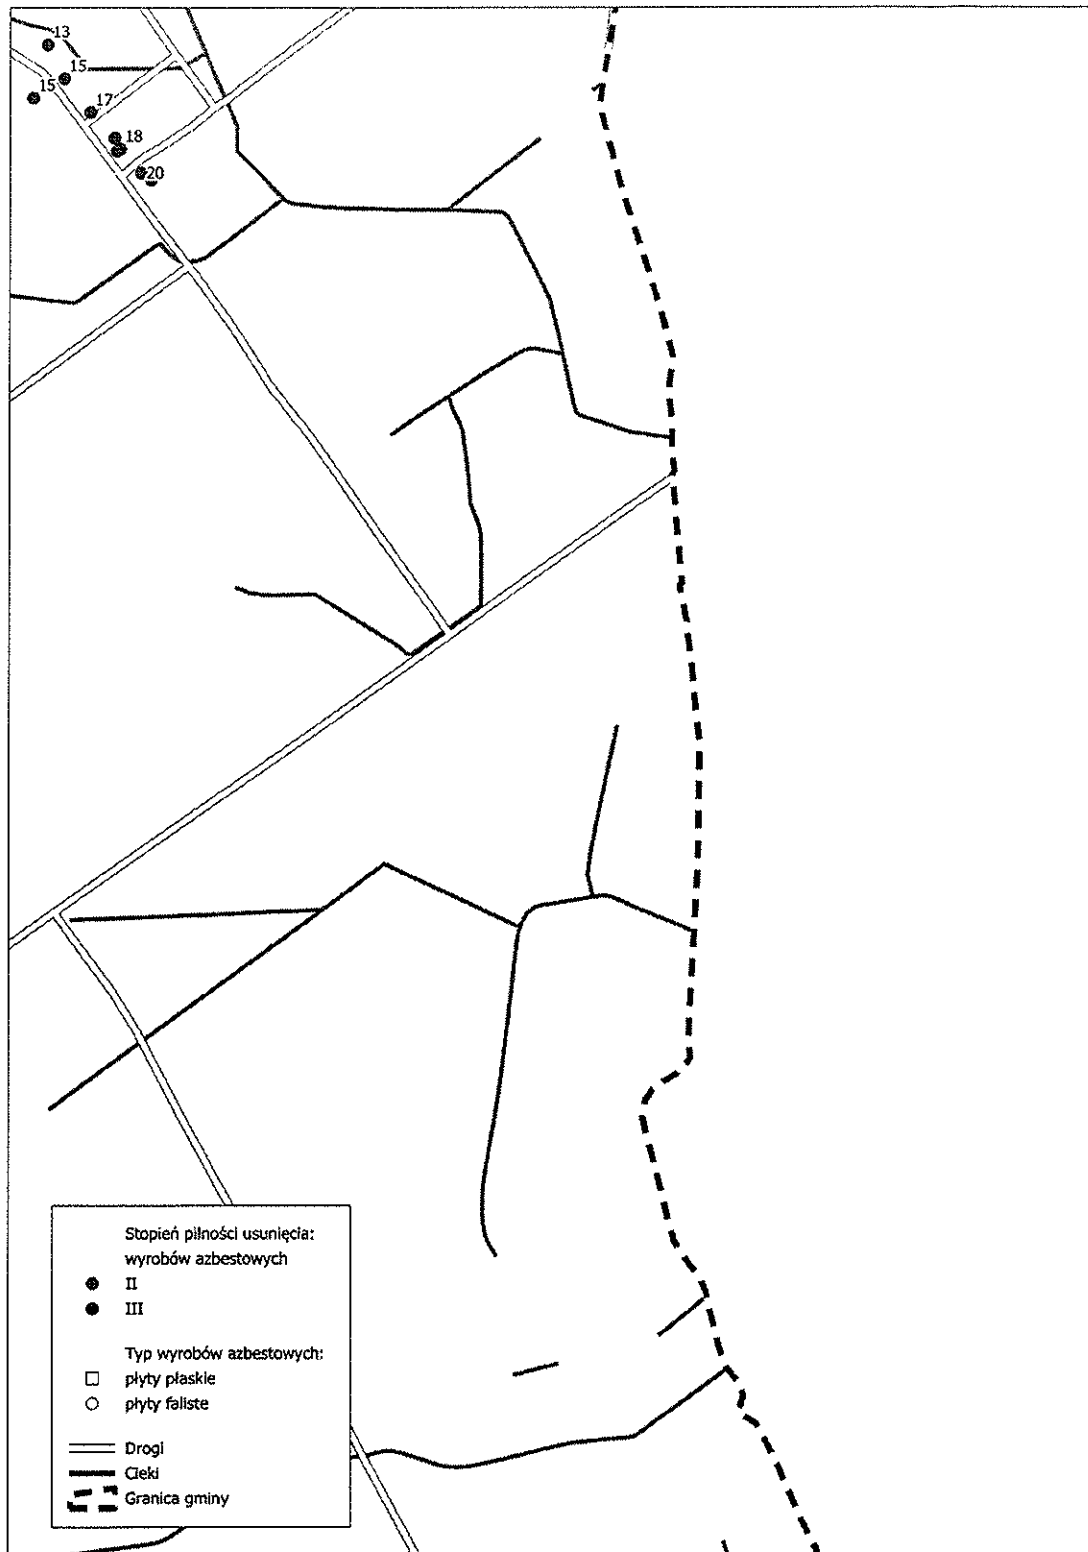 13
15
15
17
18
20
Stopień pilności usunięcia:
wyrobów azbestowych
II
III
Typ wyrobów azbestowych:
płyty płaskie
płyty faliste
Drogi
Cieki
Granica gminy